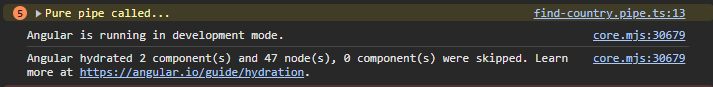 5 ▶ Pure pipe called... find-country.pipe.ts:13
Angular is running in development mode. core.mjs:30679
Angular hydrated 2 component(s) and 47 node(s), 0 component(s) were skipped. Learn core.mjs:30679
more at https://angular.io/guide/hydration.